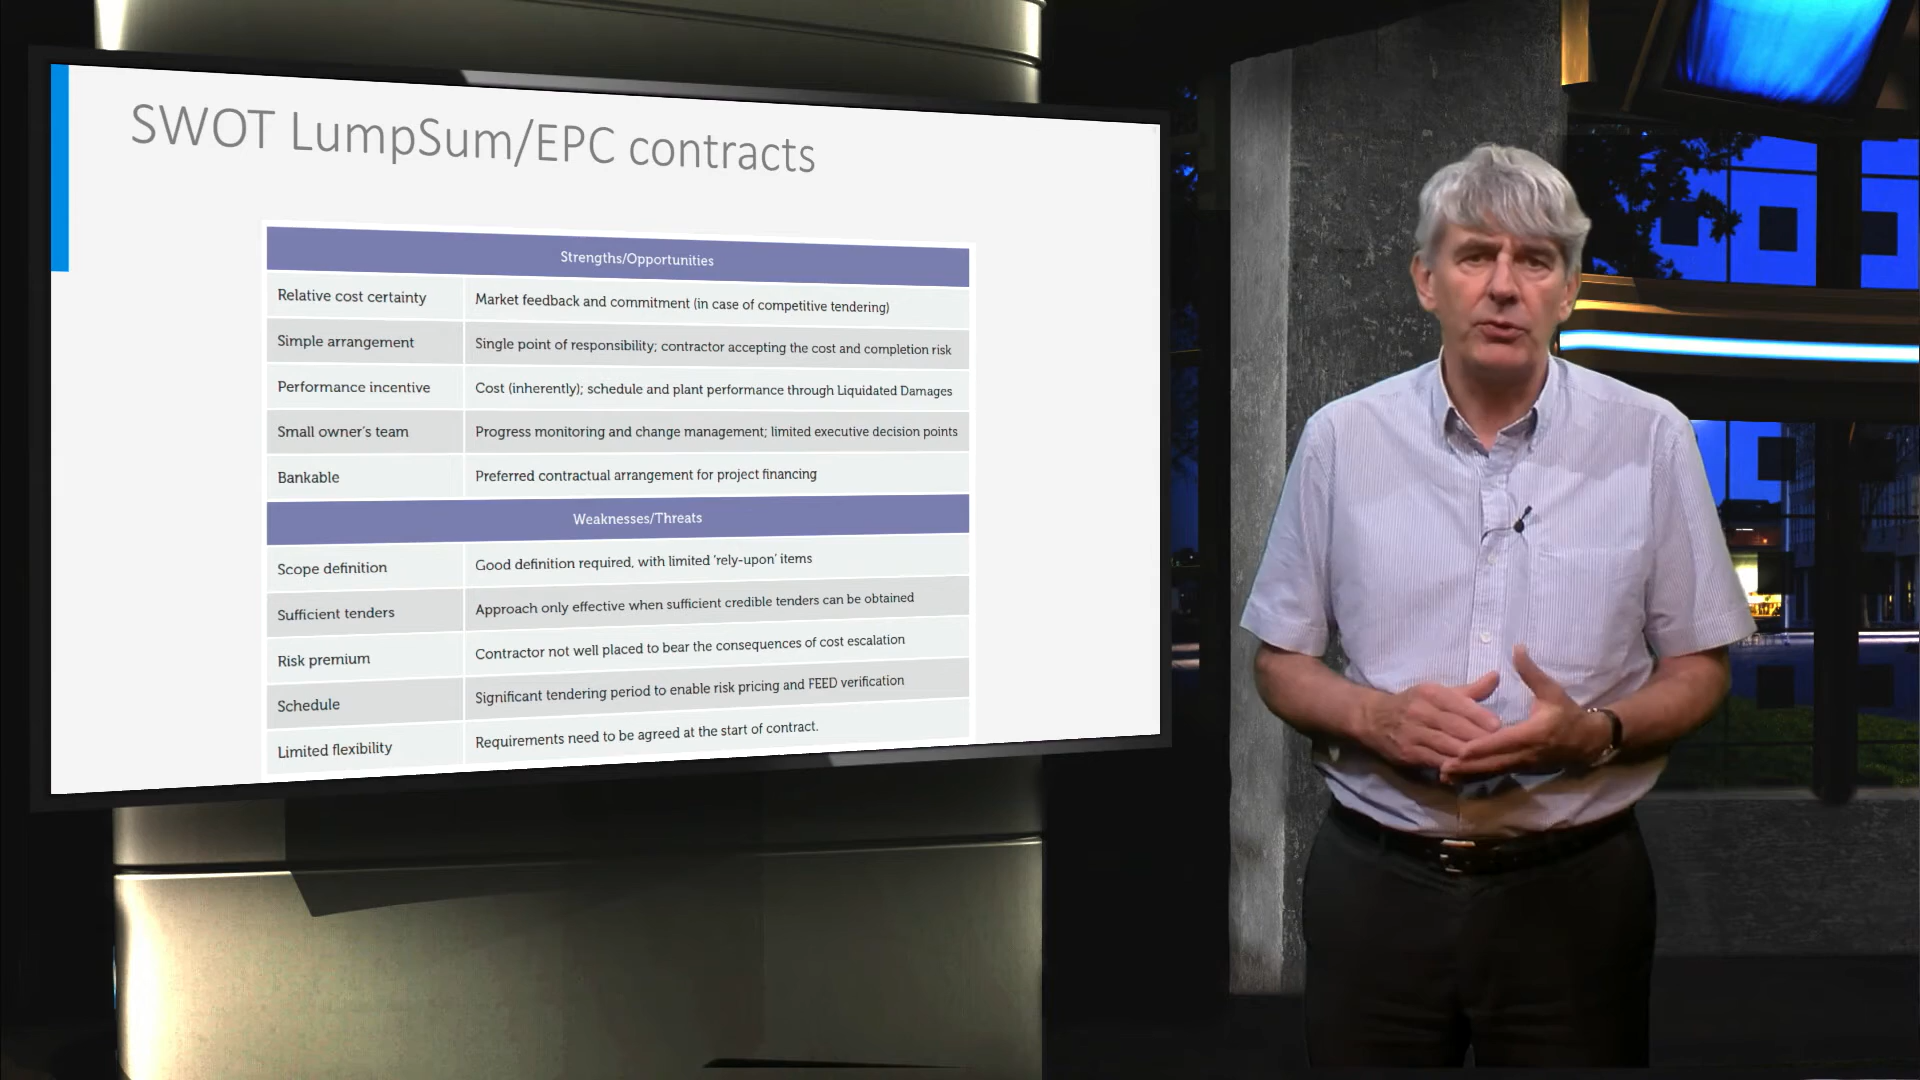 SWOT LumpSum/EPC contracts
Strengths/Opportunities
Relative cost certainty Market feedback and commitment (in case of competitive tendering)
Simple arrangement Single point of responsibility; contractor accepting the cost and completion risk
Performance incentive Cost (inherently); schedule and plant performance through Liquidated Damages
Small owner's team Progress monitoring and change management; limited executive decision points
Bankable Preferred contractual arrangement for project financing
Weaknesses/Threats
Scope definition Good definition required, with limited 'rely-upon' items
Sufficient tenders Approach only effective when sufficient credible tenders can be obtained
Risk premium Contractor not well placed to bear the consequences of cost escalation
Schedule Significant tendering period to enable risk pricing and FEED verification
Limited flexibility Requirements need to be agreed at the start of contract.